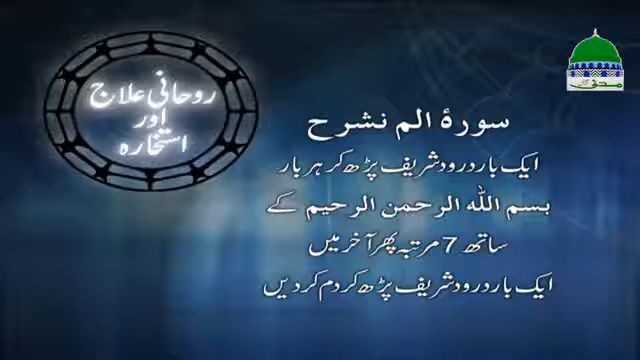 روحانی علاج
اور
استخارہ
مدنی
سورۂ الم نشرح
ایک بار درود شریف پڑھ کر ہر بار
بسم اللہ الرحمن الرحیم کے
ساتھ 7 مرتبہ پھر آخر میں
ایک بار درود شریف پڑھ کر دم کر دیں